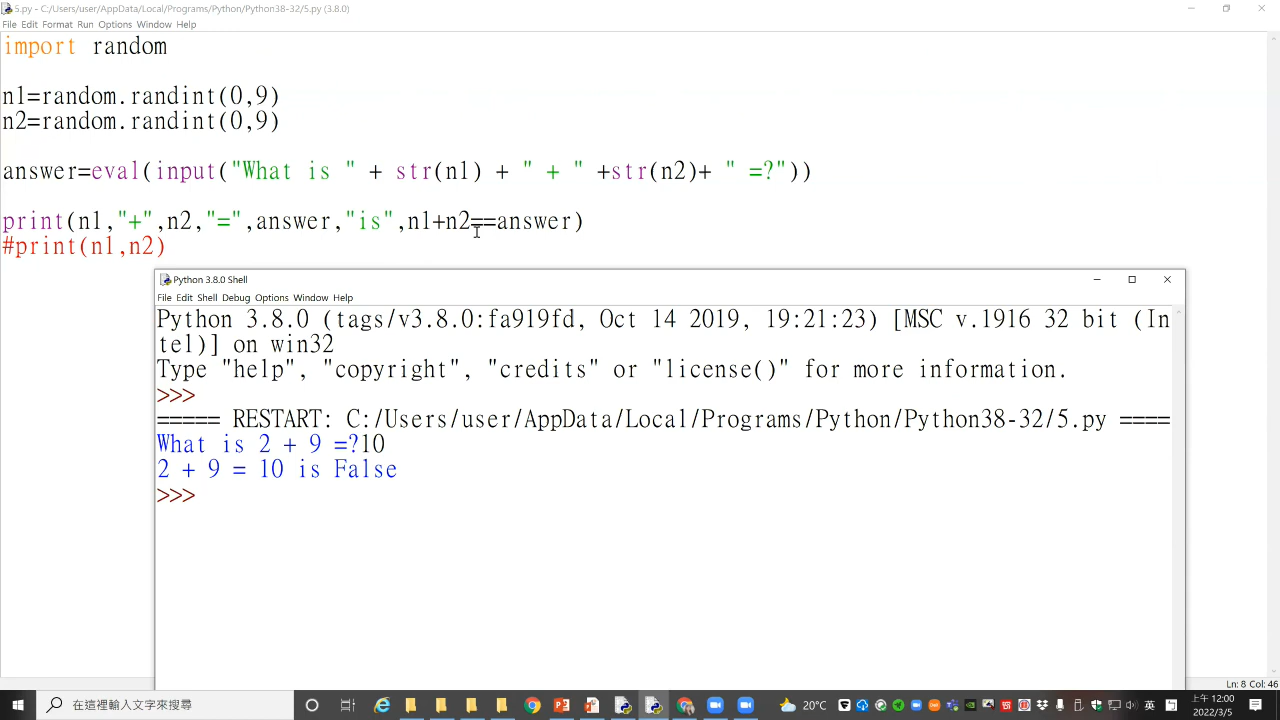 5.py - C:/Users/user/AppData/Local/Programs/Python/Python38-32/5.py (3.8.0)
File Edit Format Run Options Window Help
import random
n1=random.randint(0,9)
n2=random.randint(0,9)
answer=eval(input("What is " + str(n1) + " + " +str(n2)+ " =?"))
print(n1,"+",n2,"=",answer,"is",n1+n2==answer)
#print(n1,n2)
Python 3.8.0 Shell
File Edit Shell Debug Options Window Help
Python 3.8.0 (tags/v3.8.0:fa919fd, Oct 14 2019, 19:21:23) [MSC v.1916 32 bit (In
tel)] on win32
Type "help", "copyright", "credits" or "license()" for more information.
>>>
===== RESTART: C:/Users/user/AppData/Local/Programs/Python/Python38-32/5.py ====
What is 2 + 9 =?10
2 + 9 = 10 is False
>>>
Ln: 8 Col: 46
在這裡輸入文字來搜尋
20°C
英
上午 12:00
2022/3/5